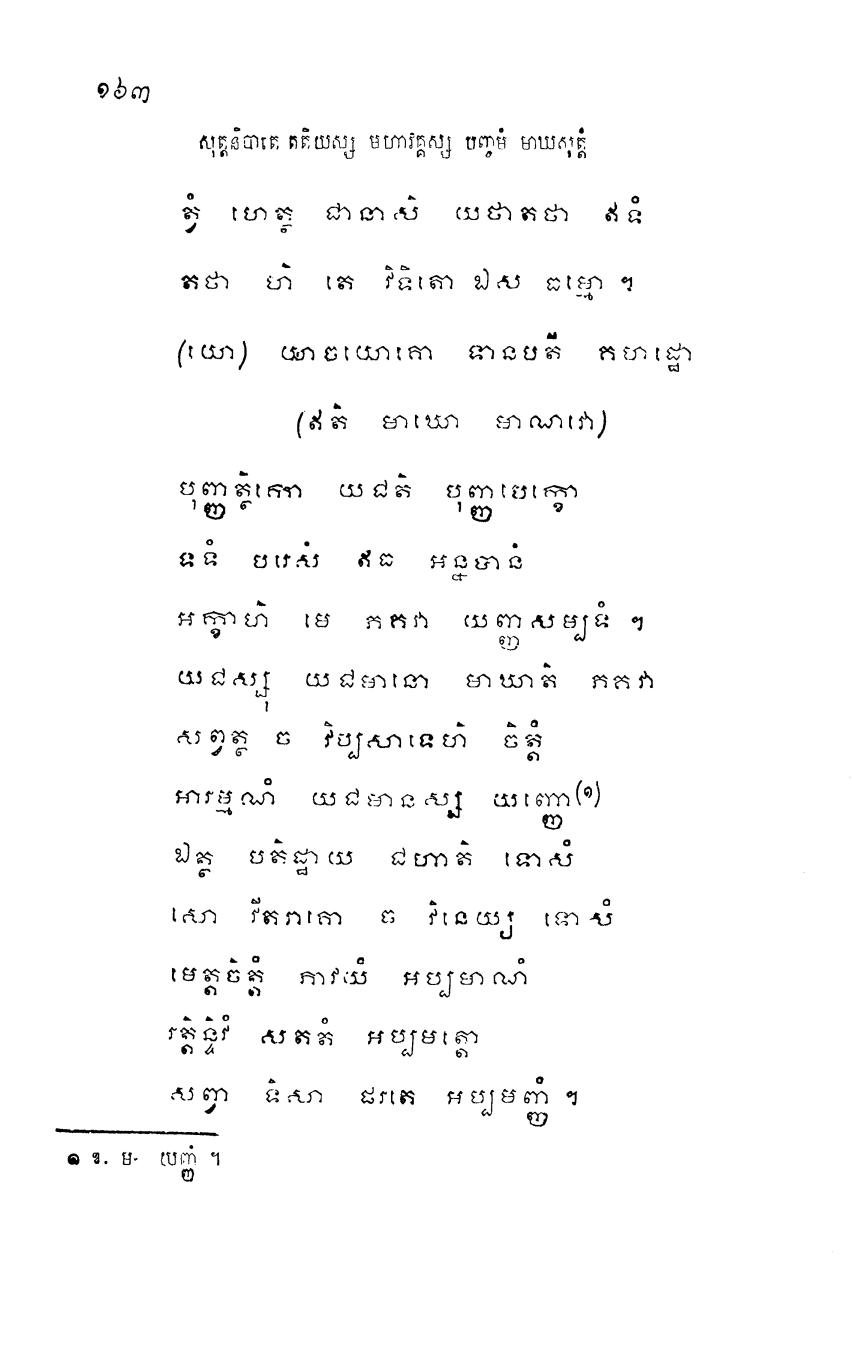 ១៦៣
សុត្តនិបាតេ តតិយស្ស មហាវគ្គស្ស បញ្ចមំ មាឃសុត្តំ
ត្វំ ហេត្ថ ជានាសិ យថាតថា ឥទំ
តថា ហិ តេ វិទិតោ ឯស ធម្មោ ។
(យោ) យាចយោគោ ទានបតី គហដ្ឋោ
(ឥតិ មាឃោ មាណវោ)
បុញ្ញត្ថិកោ យជតិ បុញ្ញបេក្ខោ
ទទំ បរេសំ ឥធ អន្នបានំ
អក្ខាហិ មេ ភគវា យញ្ញសម្បទំ ។
យជស្សុ យជមានោ មាឃាតិ ភគវា
សព្វត្ថ ច វិប្បសាទេហិ ចិត្តំ
អារម្មណំ យជមានស្ស យញ្ញោ(១)
ឯត្ថ បតិដ្ឋាយ ជហាតិ ទោសំ
សោ វីតរាគោ ច វិនេយ្យ ទោសំ
មេត្តចិត្តំ ភាវយំ អប្បមាណំ
រត្តិន្ទិវំ សតតំ អប្បមត្តោ
សព្វា ទិសា ផរតេ អប្បមញ្ញំ ។
១ ឧ. ម. យញ្ញំ ។